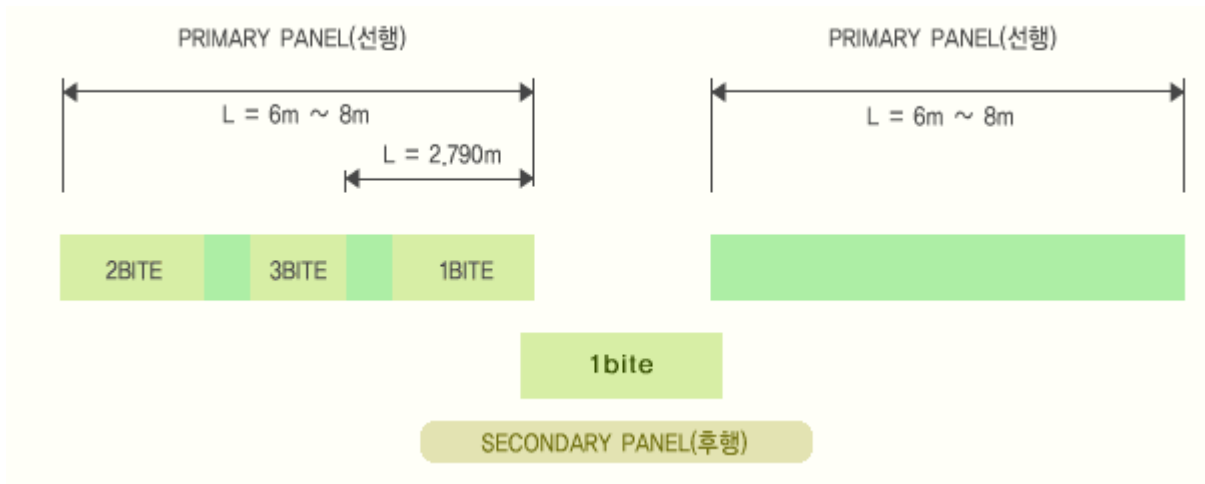 PRIMARY PANEL(선행)
PRIMARY PANEL(선행)
L = 6m ~ 8m
L = 6m ~ 8m
L = 2,790m
2BITE
3BITE
1BITE
1bite
SECONDARY PANEL(후행)